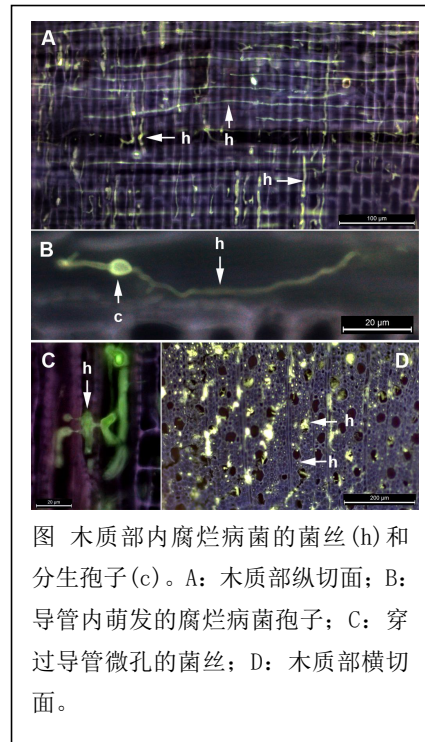 A
h
h
h
100 µm
B
h
c
20 µm
C
h
D
h
h
20 µm
200 µm
图 木质部内腐烂病菌的菌丝(h)和
分生孢子(c)。A：木质部纵切面；B：
导管内萌发的腐烂病菌孢子；C：穿
过导管微孔的菌丝；D：木质部横切
面。